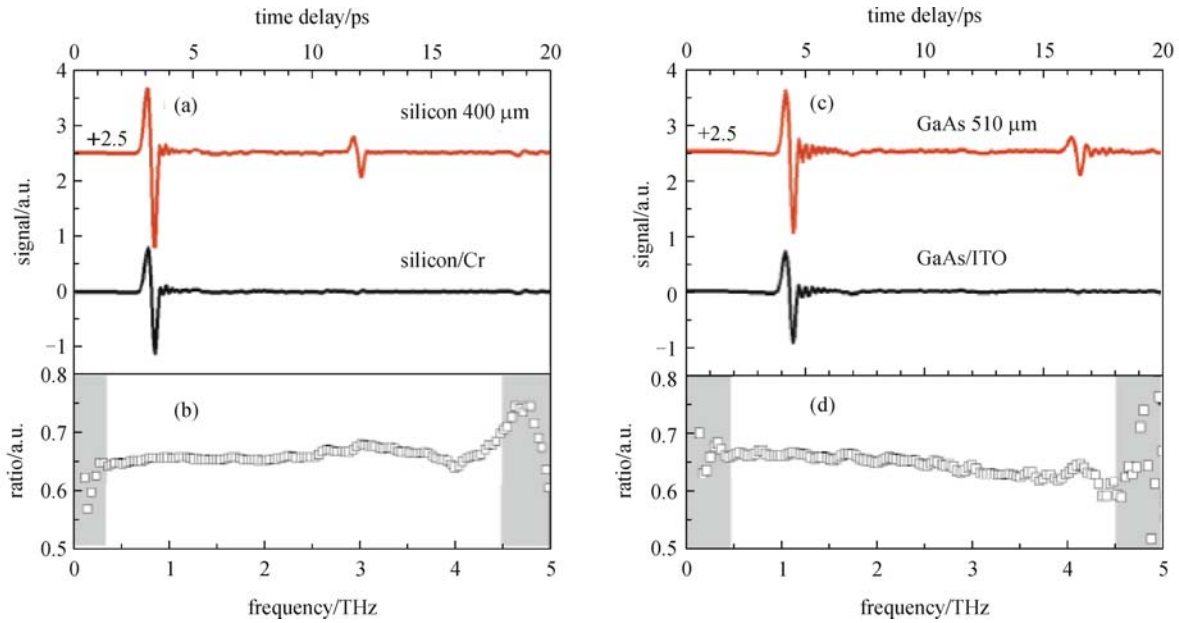 time delay/ps
0 5 10 15 20
4
3
2
1
0
−1
signal/a.u.
(a)
+2.5
silicon 400 μm
silicon/Cr
0.8
0.7
0.6
0.5
ratio/a.u.
(b)
0 1 2 3 4 5
frequency/THz
time delay/ps
0 5 10 15 20
4
3
2
1
0
−1
signal/a.u.
(c)
+2.5
GaAs 510 μm
GaAs/ITO
0.8
0.7
0.6
0.5
ratio/a.u.
(d)
0 1 2 3 4 5
frequency/THz